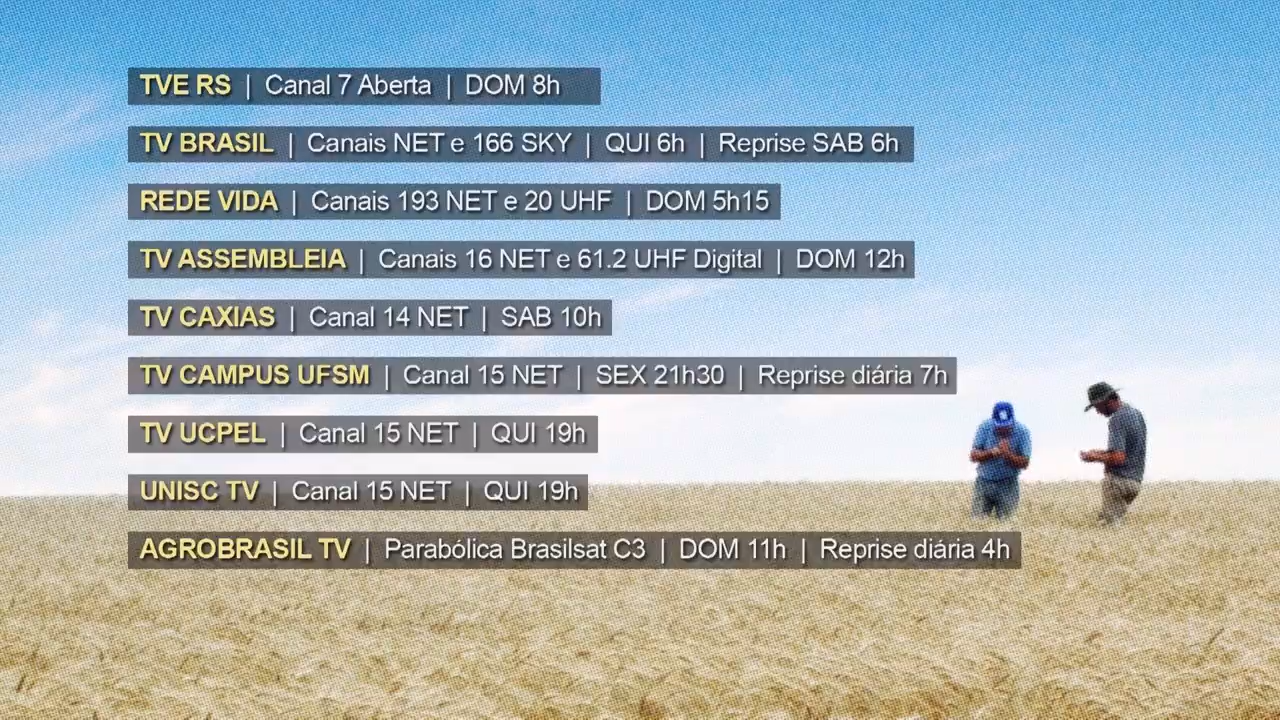 TVE RS | Canal 7 Aberta | DOM 8h
TV BRASIL | Canais NET e 166 SKY | QUI 6h | Reprise SAB 6h
REDE VIDA | Canais 193 NET e 20 UHF | DOM 5h15
TV ASSEMBLEIA | Canais 16 NET e 61.2 UHF Digital | DOM 12h
TV CAXIAS | Canal 14 NET | SAB 10h
TV CAMPUS UFSM | Canal 15 NET | SEX 21h30 | Reprise diária 7h
TV UCPEL | Canal 15 NET | QUI 19h
UNISC TV | Canal 15 NET | QUI 19h
AGROBRASIL TV | Parabólica Brasilsat C3 | DOM 11h | Reprise diária 4h